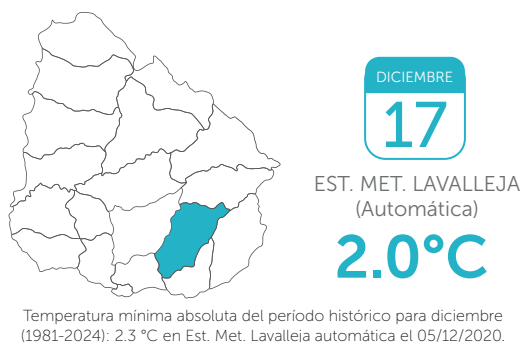 DICIEMBRE
17
EST. MET. LAVALLEJA
(Automática)
2.0°C
Temperatura mínima absoluta del período histórico para diciembre
(1981-2024): 2.3 °C en Est. Met. Lavalleja automática el 05/12/2020.